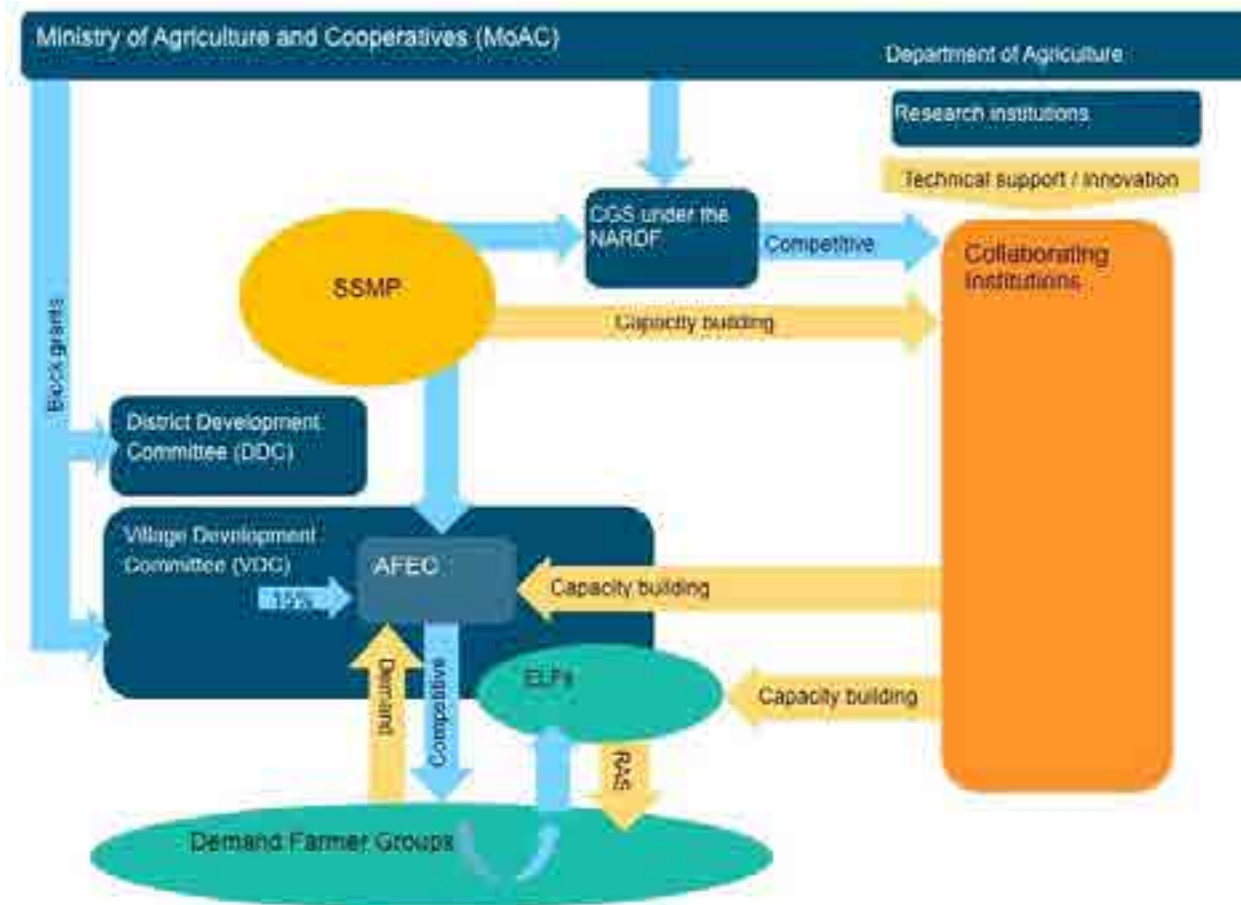 Ministry of Agriculture and Cooperatives (MoAC)
Department of Agriculture
Research institutions
Technical support / Innovation
CGS under the
NARDF
Competitive
Collaborating
Institutions
SSMP
Capacity building
Block grants
District Development
Committee (DDC)
Village Development
Committee (VDC)
AFEC
Capacity building
Demand
Competitive
Capacity building
RAS
Demand Farmer Groups